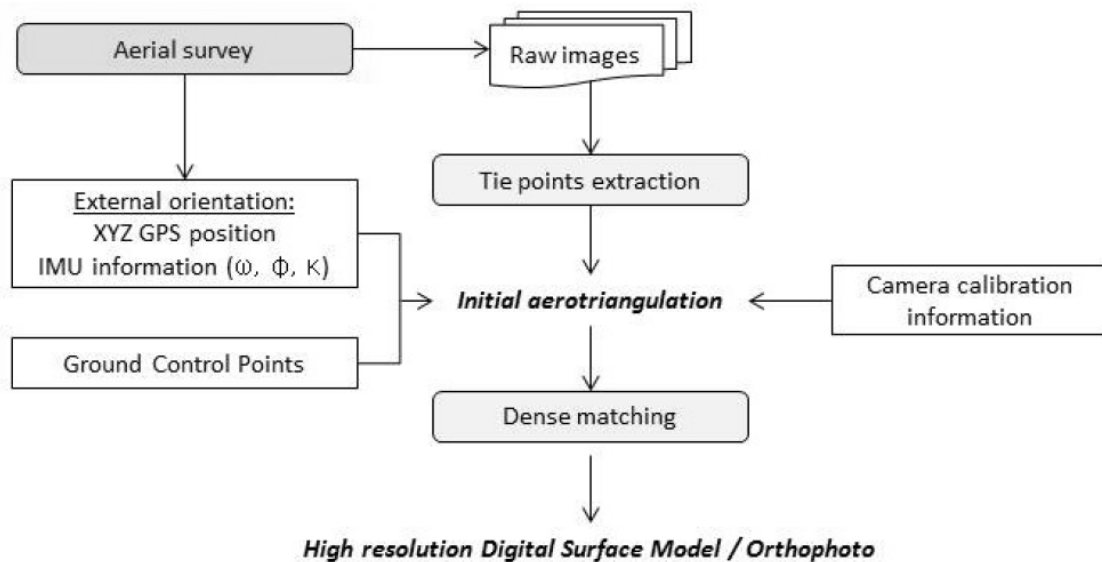 Aerial survey
Raw images
Tie points extraction
External orientation:
XYZ GPS position
IMU information (ω, Φ, κ)
Initial aerotriangulation
Camera calibration
information
Ground Control Points
Dense matching
High resolution Digital Surface Model / Orthophoto